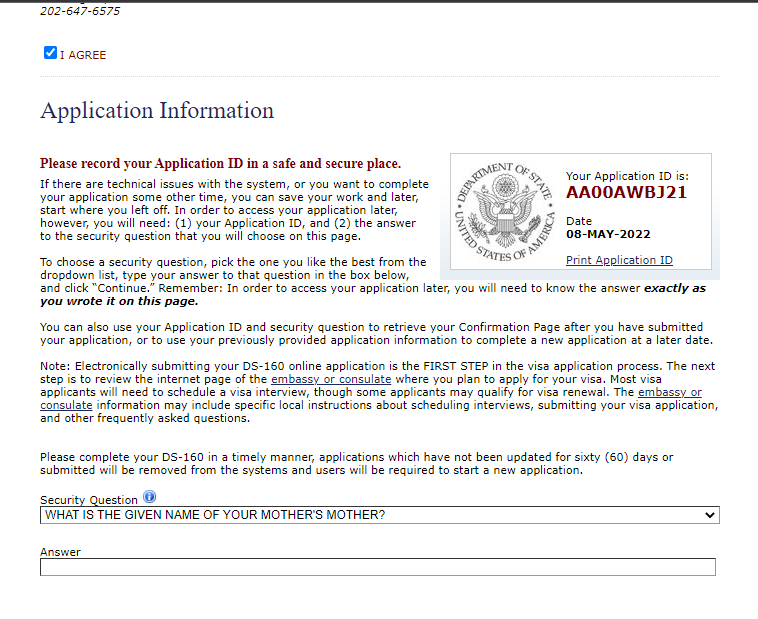 202-647-6575
I AGREE
Application Information
Please record your Application ID in a safe and secure place.
If there are technical issues with the system, or you want to complete
your application some other time, you can save your work and later,
start where you left off. In order to access your application later,
however, you will need: (1) your Application ID, and (2) the answer
to the security question that you will choose on this page.
DEPARTMENT OF STATE
UNITED STATES OF AMERICA
Your Application ID is:
AA00AWBJ21
Date
08-MAY-2022
Print Application ID
To choose a security question, pick the one you like the best from the
dropdown list, type your answer to that question in the box below,
and click “Continue.” Remember: In order to access your application later, you will need to know the answer exactly as
you wrote it on this page.
You can also use your Application ID and security question to retrieve your Confirmation Page after you have submitted
your application, or to use your previously provided application information to complete a new application at a later date.
Note: Electronically submitting your DS-160 online application is the FIRST STEP in the visa application process. The next
step is to review the internet page of the embassy or consulate where you plan to apply for your visa. Most visa
applicants will need to schedule a visa interview, though some applicants may qualify for visa renewal. The embassy or
consulate information may include specific local instructions about scheduling interviews, submitting your visa application,
and other frequently asked questions.
Please complete your DS-160 in a timely manner, applications which have not been updated for sixty (60) days or
submitted will be removed from the systems and users will be required to start a new application.
Security Question
WHAT IS THE GIVEN NAME OF YOUR MOTHER'S MOTHER?
Answer